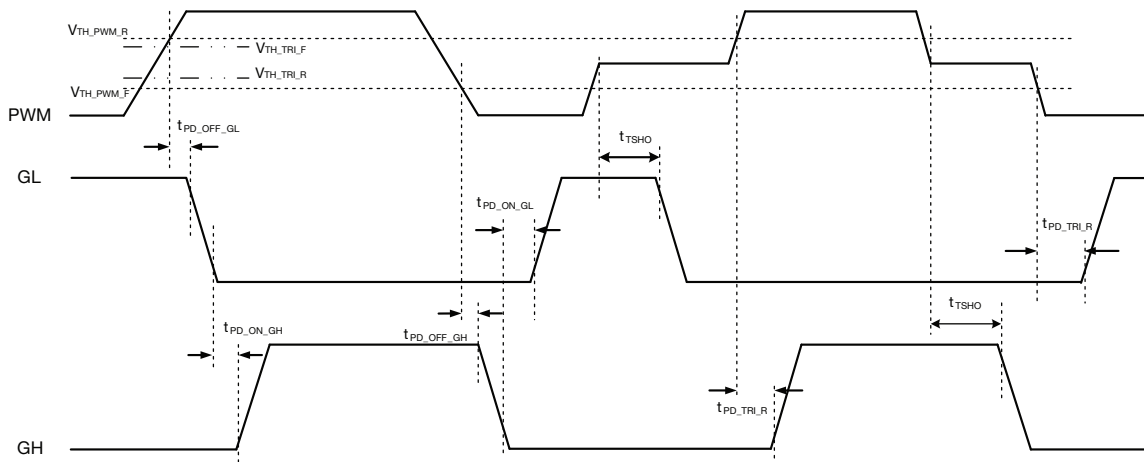 VTH_PWM_R
VTH_TRI_F
VTH_TRI_R
VTH_PWM_F
PWM
tPD_OFF_GL
tTSHO
GL
tPD_ON_GL
tPD_TRI_R
tTSHO
tPD_ON_GH
tPD_OFF_GH
tPD_TRI_R
GH